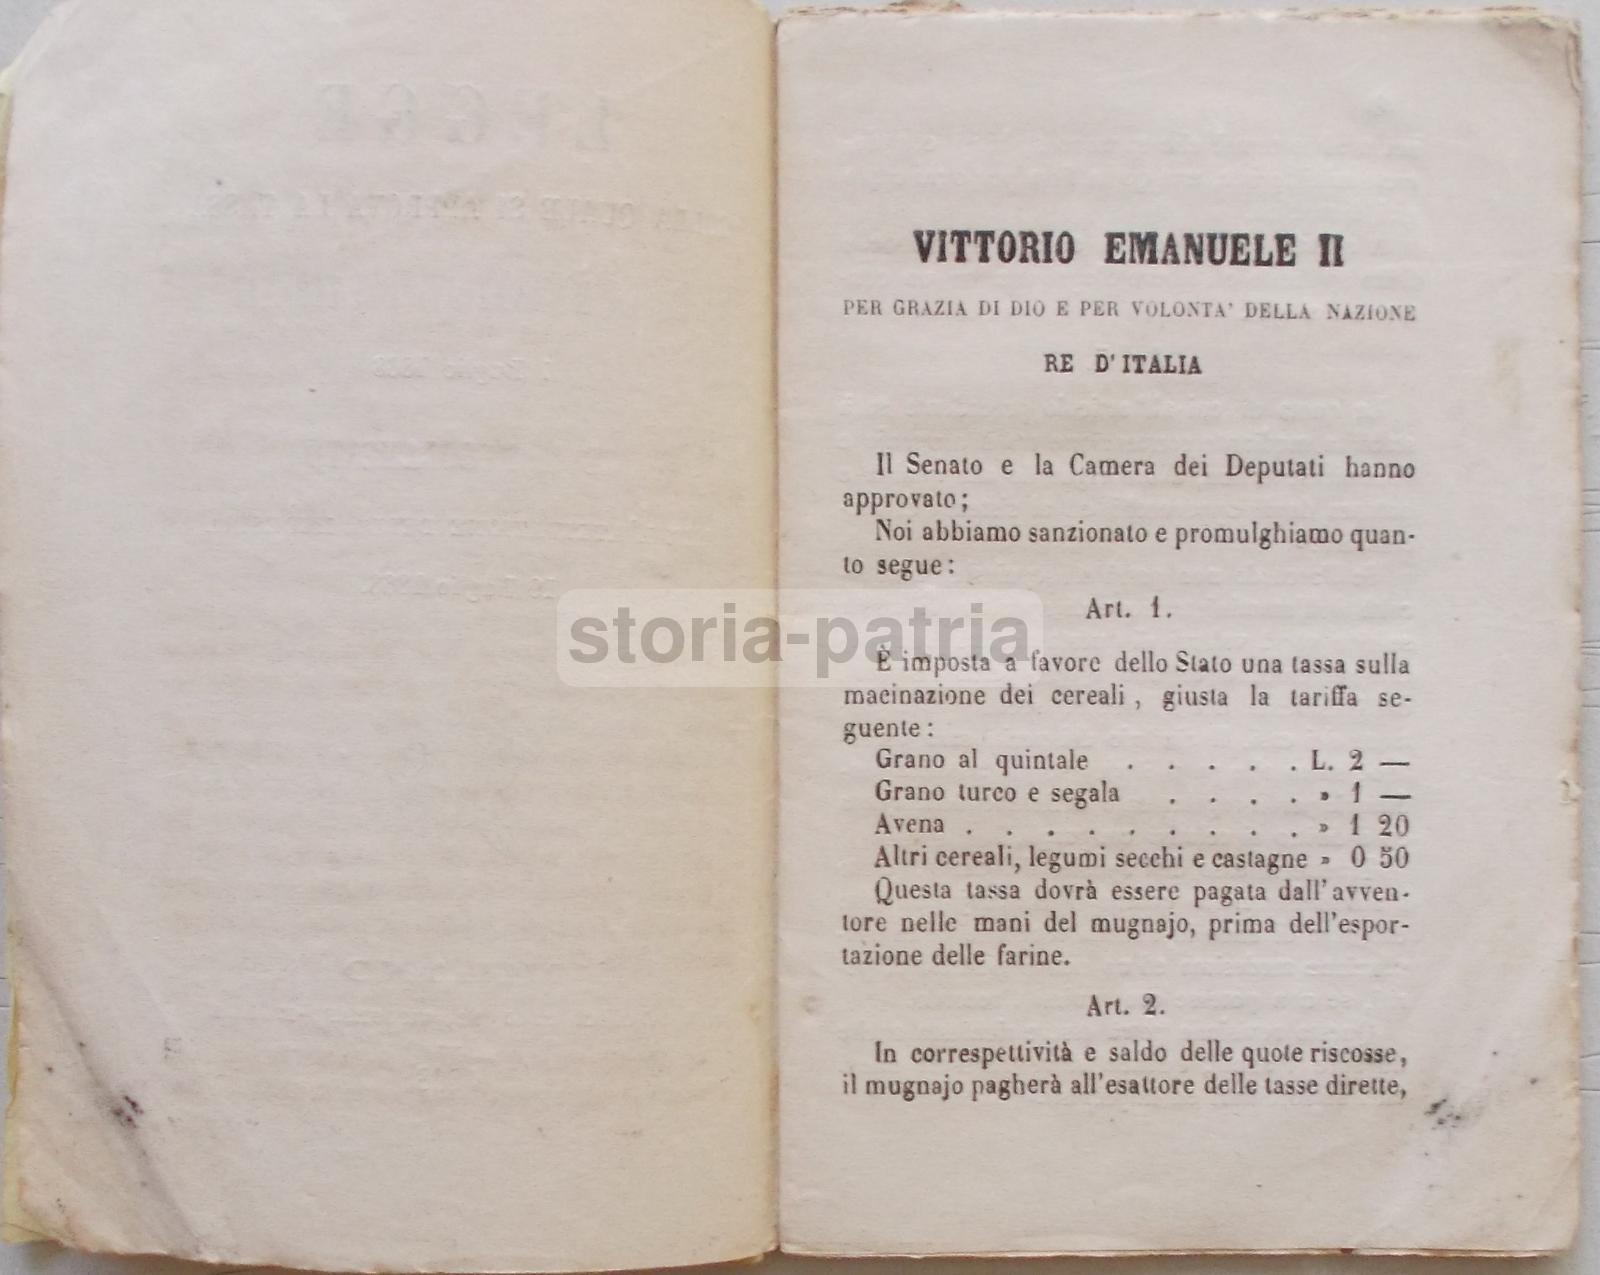 VITTORIO EMANUELE II
PER GRAZIA DI DIO E PER VOLONTA' DELLA NAZIONE
RE D'ITALIA
Il Senato e la Camera dei Deputati hanno
approvato;
Noi abbiamo sanzionato e promulghiamo quan-
to segue:
Art. 1.
storia-patria
È imposta a favore dello Stato una tassa sulla
macinazione dei cereali, giusta la tariffa se-
guente:
Grano al quintale . . . . . L. 2 —
Grano turco e segala . . . . » 1 —
Avena . . . . . . . . . » 1 20
Altri cereali, legumi secchi e castagne » 0 50
Questa tassa dovrà essere pagata dall'avven-
tore nelle mani del mugnajo, prima dell'espor-
tazione delle farine.
Art. 2.
In correspettività e saldo delle quote riscosse,
il mugnajo pagherà all'esattore delle tasse dirette,